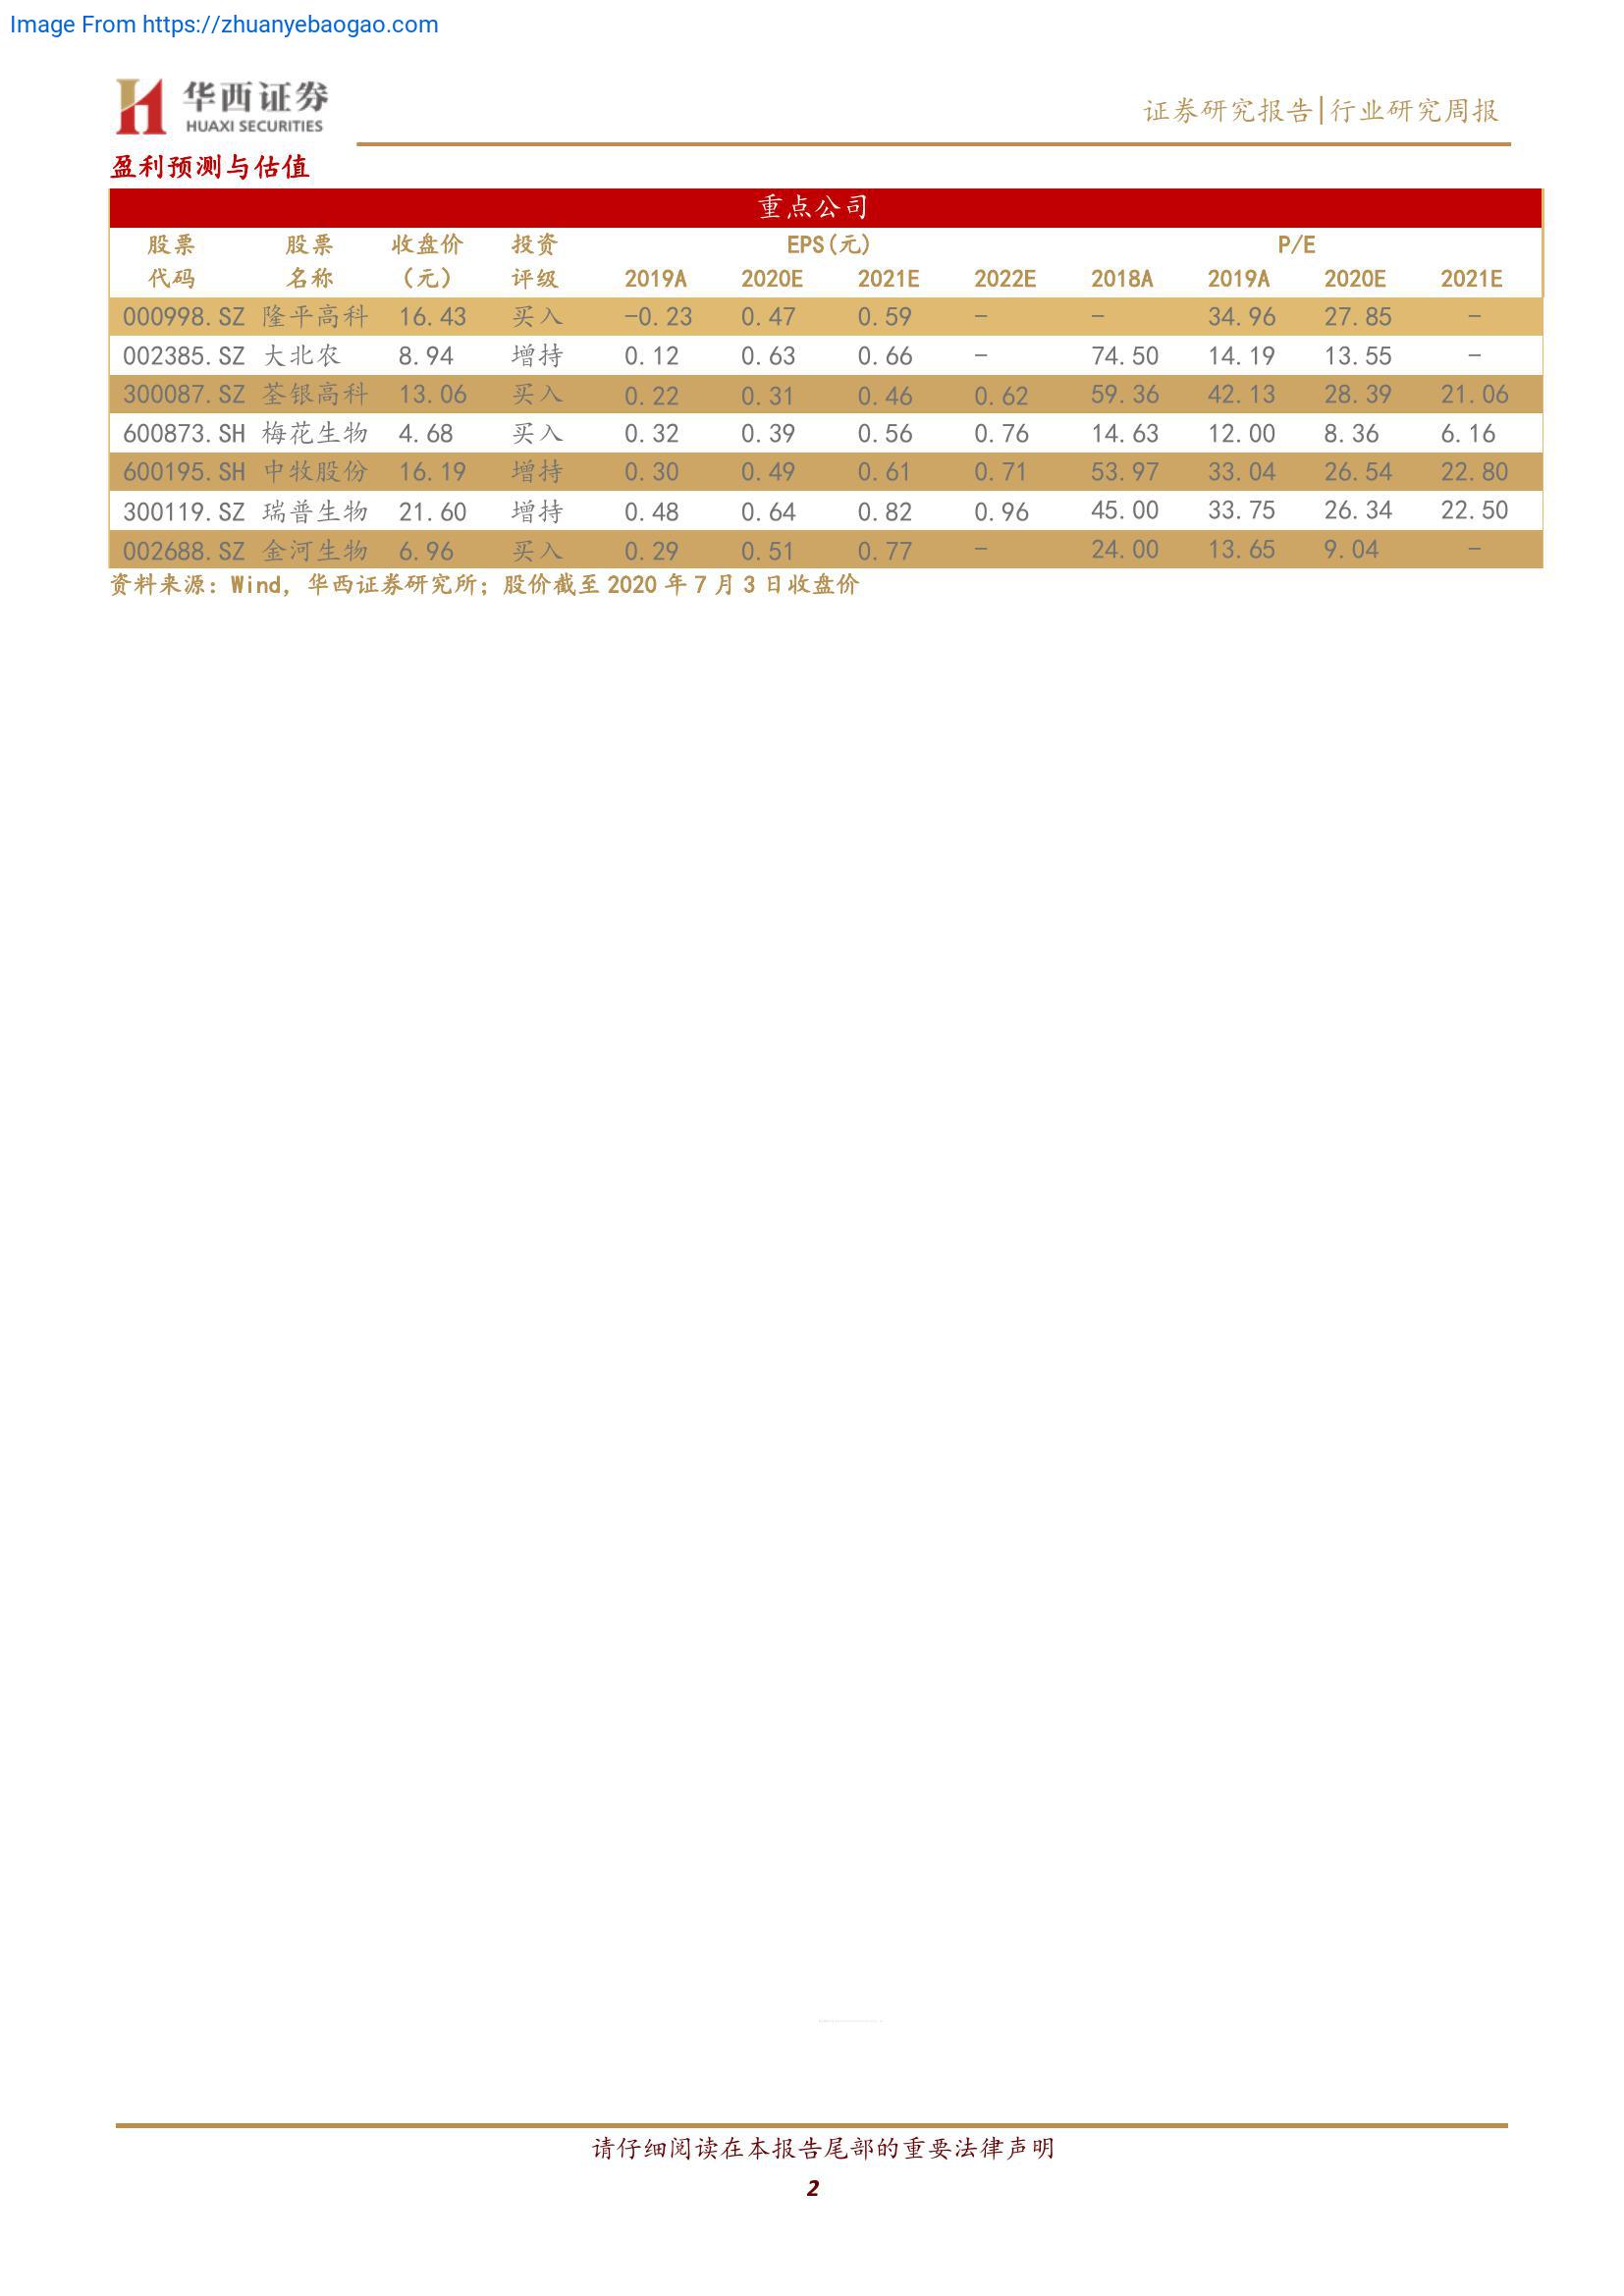 Image From https://zhuanyebaogao.com
华西证券
HUAXI SECURITIES
证券研究报告|行业研究周报
盈利预测与估值
重点公司
股票 股票 收盘价 投资 EPS(元) P/E
代码 名称 (元) 评级 2019A 2020E 2021E 2022E 2018A 2019A 2020E 2021E
000998.SZ 隆平高科 16.43 买入 -0.23 0.47 0.59 - - 34.96 27.85 -
002385.SZ 大北农 8.94 增持 0.12 0.63 0.66 - 74.50 14.19 13.55 -
300087.SZ 荃银高科 13.06 买入 0.22 0.31 0.46 0.62 59.36 42.13 28.39 21.06
600873.SH 梅花生物 4.68 买入 0.32 0.39 0.56 0.76 14.63 12.00 8.36 6.16
600195.SH 中牧股份 16.19 增持 0.30 0.49 0.61 0.71 53.97 33.04 26.54 22.80
300119.SZ 瑞普生物 21.60 增持 0.48 0.64 0.82 0.96 45.00 33.75 26.34 22.50
002688.SZ 金河生物 6.96 买入 0.29 0.51 0.77 - 24.00 13.65 9.04 -
资料来源：Wind，华西证券研究所；股价截至 2020 年 7 月 3 日收盘价
请仔细阅读在本报告尾部的重要法律声明
2